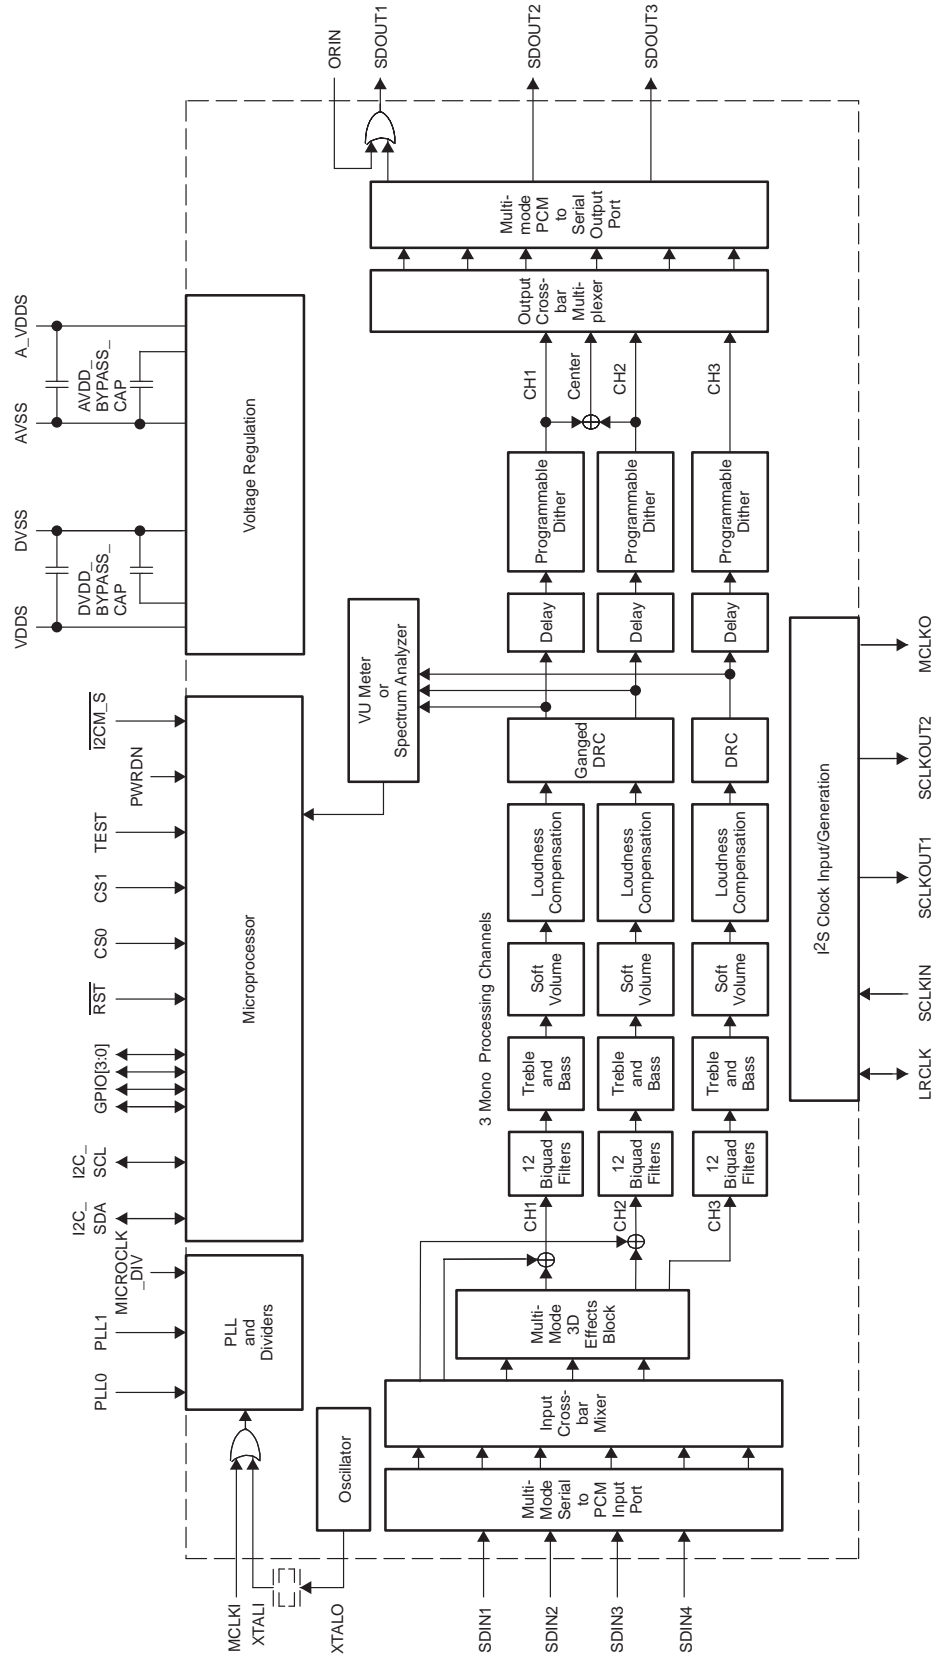 PLL0
PLL1
MICROCLK
_DIV
I2C_
SDA
I2C_
SCL
GPIO[3:0]
RST
CS0
CS1
TEST
PWRDN
I2CM_S
VDDS
DVDD_
BYPASS_
CAP
DVSS
AVSS
AVDD_
BYPASS_
CAP
A_VDDS
PLL
and
Dividers
Microprocessor
Voltage Regulation
MCLKI
XTALI
XTALO
Oscillator
VU Meter
or
Spectrum Analyzer
ORIN
SDOUT1
SDOUT2
SDOUT3
SDIN1
SDIN2
SDIN3
SDIN4
Multi-
Mode
Serial
to
PCM
Input
Port
Input
Cross-
bar
Mixer
Multi-
Mode
3D
Effects
Block
3 Mono Processing Channels
CH1
12
Biquad
Filters
Treble
and
Bass
Soft
Volume
Loudness
Compensation
Ganged
DRC
Delay
Programmable
Dither
CH1
Center
CH2
12
Biquad
Filters
Treble
and
Bass
Soft
Volume
Loudness
Compensation
Delay
Programmable
Dither
CH2
CH3
12
Biquad
Filters
Treble
and
Bass
Soft
Volume
Loudness
Compensation
DRC
Delay
Programmable
Dither
CH3
Output
Cross-
bar
Multi-
plexer
Multi-
mode
PCM
to
Serial
Output
Port
I2S Clock Input/Generation
LRCLK
SCLKIN
SCLKOUT1
SCLKOUT2
MCLKO